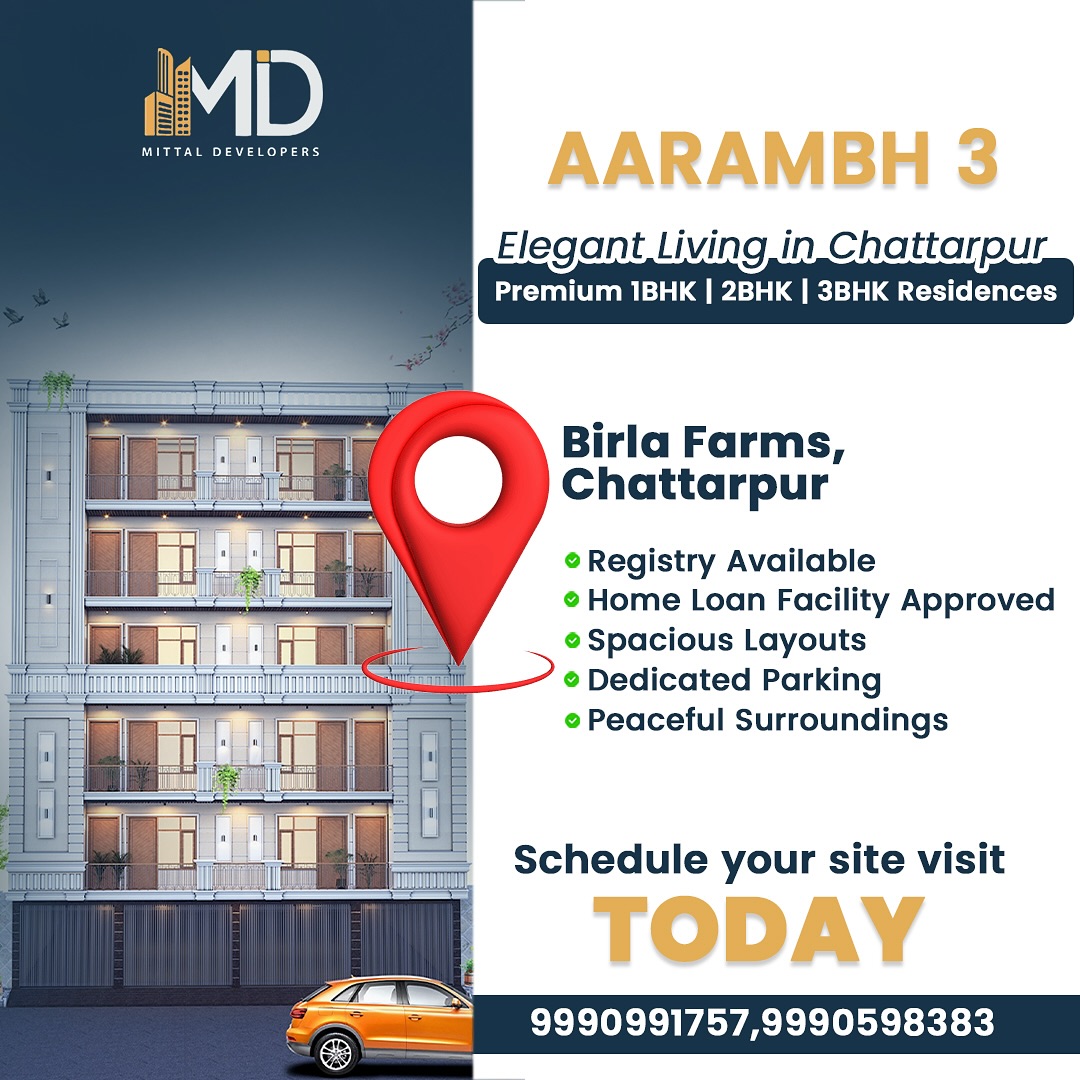 MD
MITTAL DEVELOPERS
AARAMBH 3
Elegant Living in Chattarpur
Premium 1BHK | 2BHK | 3BHK Residences
Birla Farms,
Chattarpur
Registry Available
Home Loan Facility Approved
Spacious Layouts
Dedicated Parking
Peaceful Surroundings
Schedule your site visit
TODAY
9990991757,9990598383